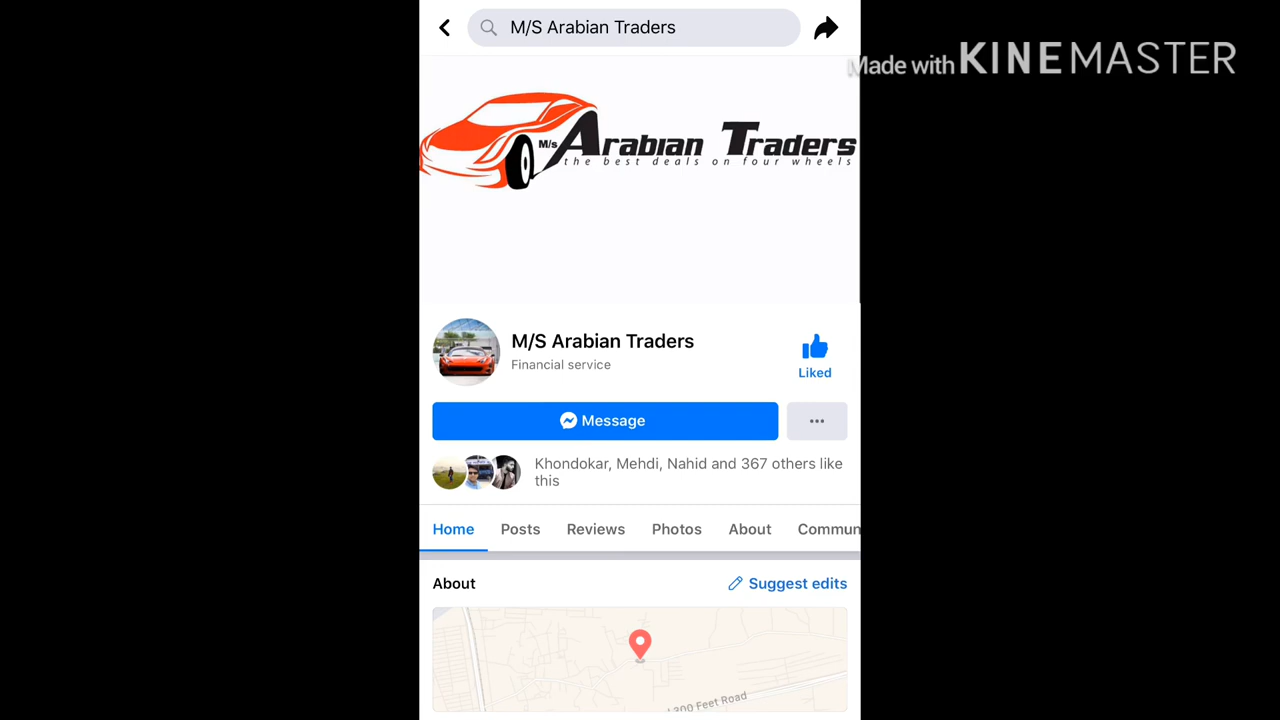 M/S Arabian Traders
Made with KINEMASTER
M/s Arabian Traders
the best deals on four wheels
M/S Arabian Traders
Financial service
Liked
Message
Khondokar, Mehdi, Nahid and 367 others like
this
Home Posts Reviews Photos About Commun
About Suggest edits
300 Feet Road